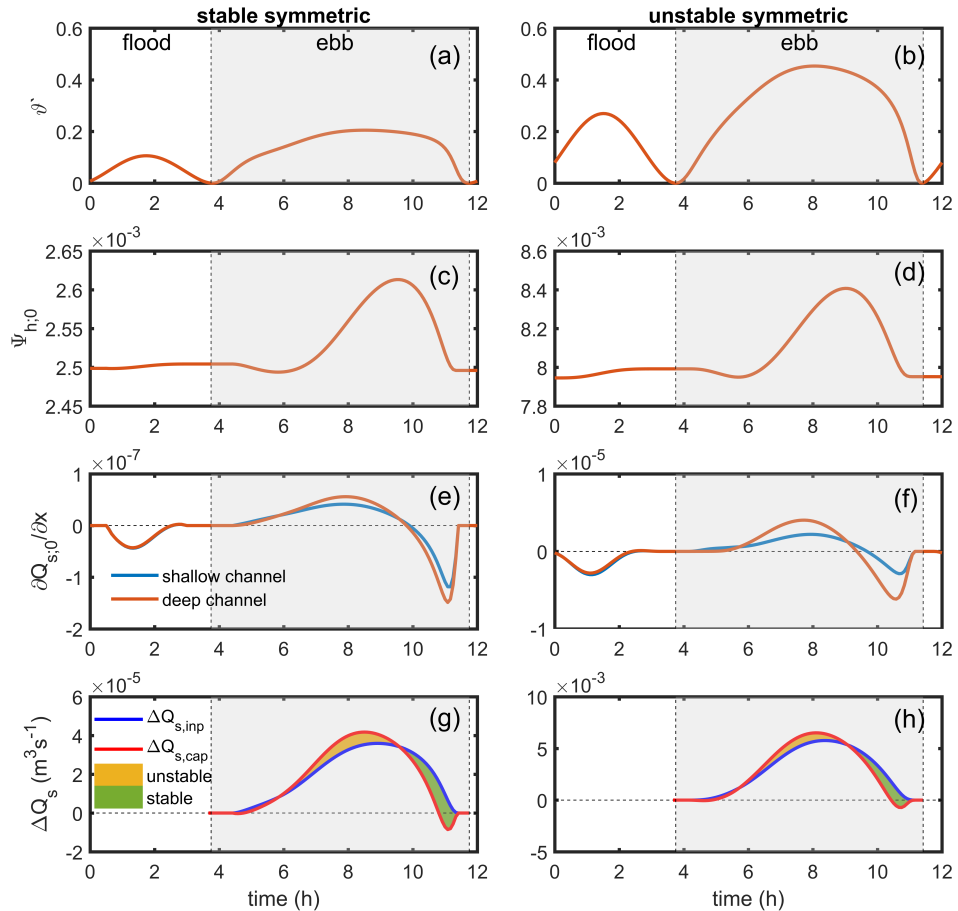 stable symmetric
unstable symmetric
flood
ebb
(a)
ϑ`
0.6
0.4
0.2
0
0 2 4 6 8 10 12
flood
ebb
(b)
0.6
0.4
0.2
0
0 2 4 6 8 10 12
×10⁻³
(c)
Ψh;0
2.65
2.6
2.55
2.5
2.45
0 2 4 6 8 10 12
×10⁻³
(d)
8.6
8.4
8.2
8
7.8
0 2 4 6 8 10 12
×10⁻⁷
(e)
∂Qs;0/∂x
1
0
-1
-2
shallow channel
deep channel
0 2 4 6 8 10 12
×10⁻⁵
(f)
1
0
-1
0 2 4 6 8 10 12
×10⁻⁵
(g)
ΔQs (m³s⁻¹)
6
4
2
0
-2
ΔQs,inp
ΔQs,cap
unstable
stable
0 2 4 6 8 10 12
time (h)
×10⁻³
(h)
10
5
0
-5
0 2 4 6 8 10 12
time (h)